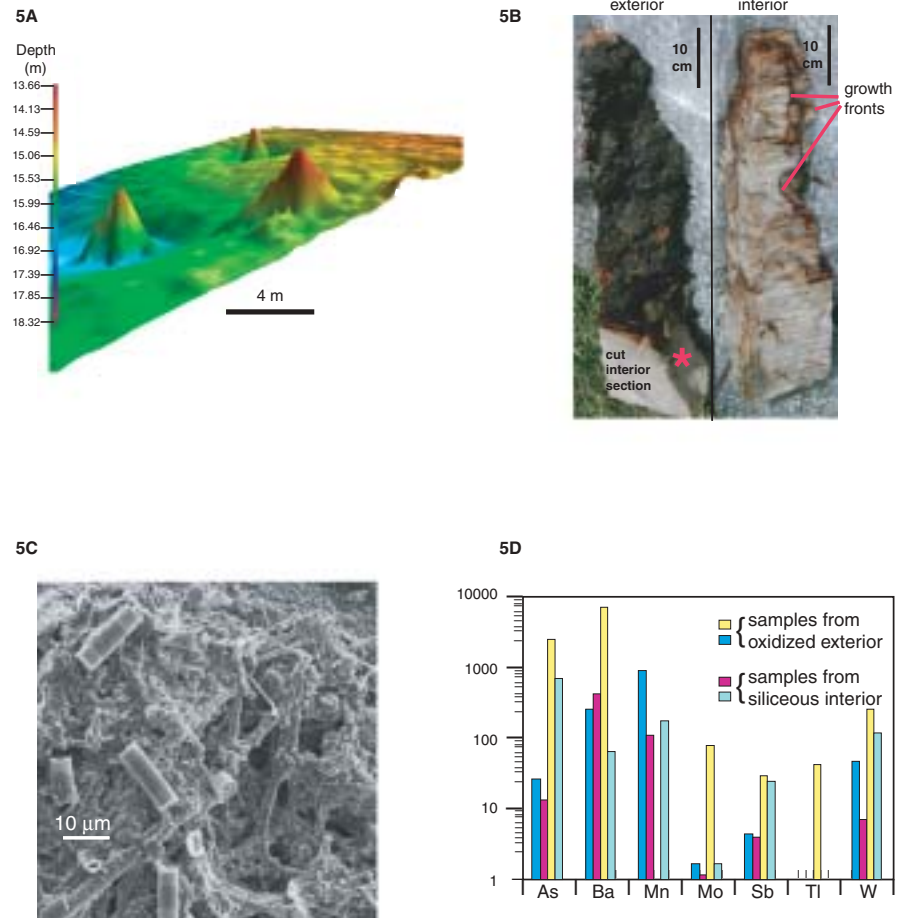 5A
Depth
(m)
13.66
14.13
14.59
15.06
15.53
15.99
16.46
16.92
17.39
17.85
18.32
4 m
5B
exterior
interior
10
cm
10
cm
growth
fronts
cut
interior
section
*
5C
10 μm
5D
10000
1000
100
10
1
samples from
oxidized exterior
samples from
siliceous interior
As Ba Mn Mo Sb Tl W